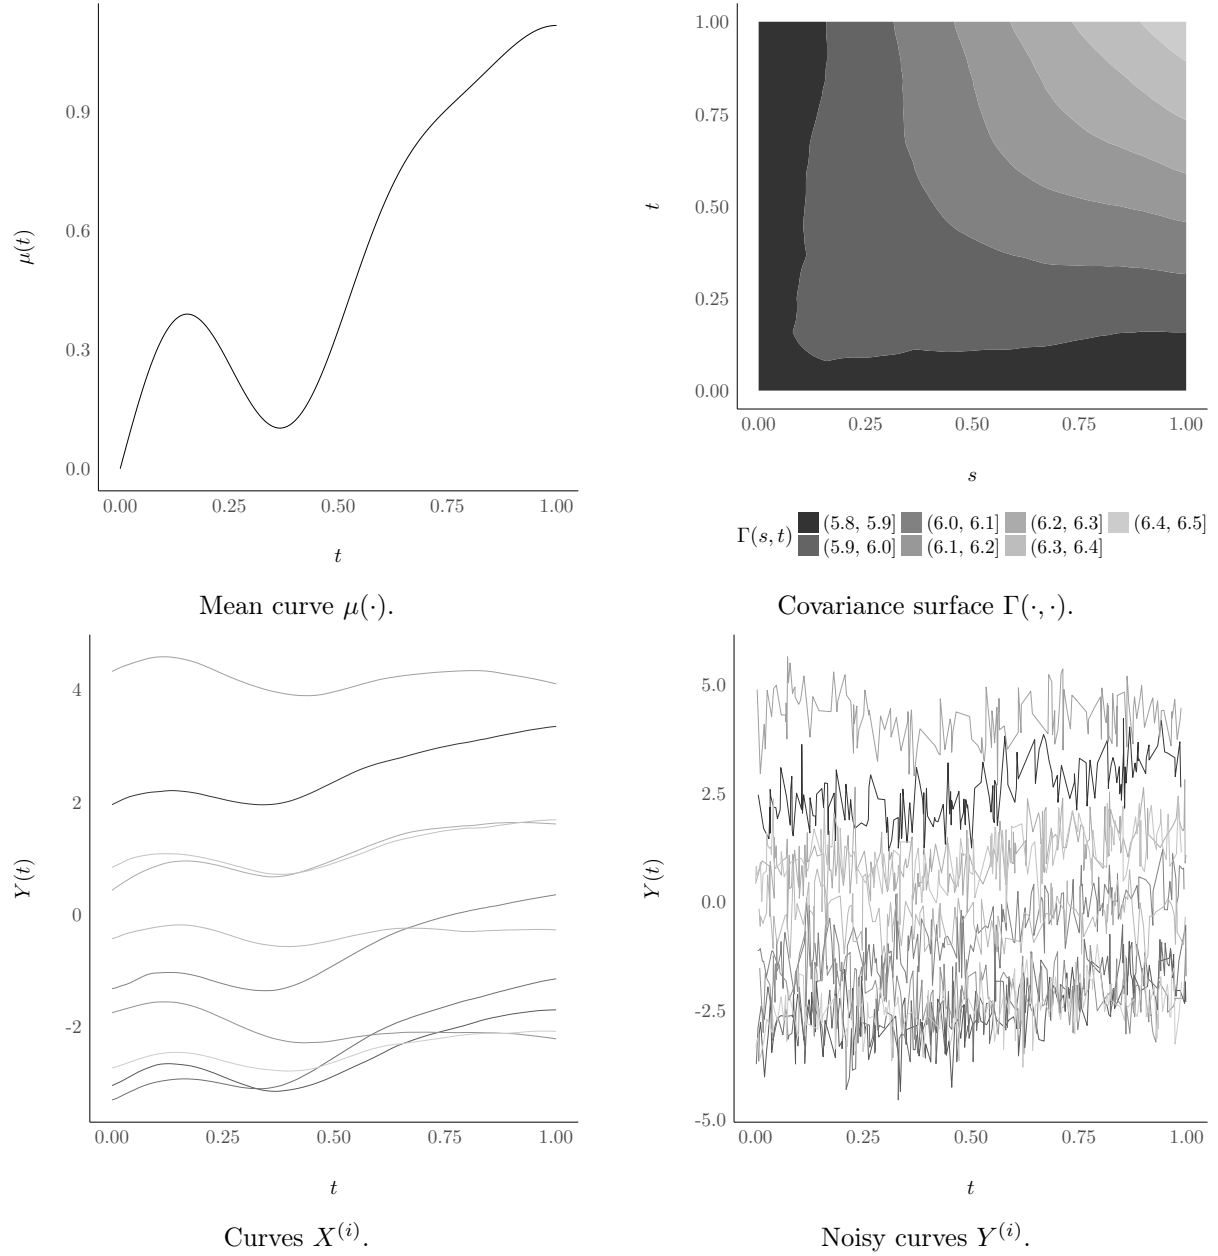 0.9
0.6
0.3
0.0
μ(t)
0.00 0.25 0.50 0.75 1.00
t
Mean curve μ(·).
1.00
0.75
0.50
0.25
0.00
t
0.00 0.25 0.50 0.75 1.00
s
Γ(s, t)
(5.8, 5.9] (6.0, 6.1] (6.2, 6.3] (6.4, 6.5]
(5.9, 6.0] (6.1, 6.2] (6.3, 6.4]
Covariance surface Γ(·, ·).
4
2
0
-2
Y(t)
0.00 0.25 0.50 0.75 1.00
t
Curves X⁽ⁱ⁾.
5.0
2.5
0.0
-2.5
-5.0
Y(t)
0.00 0.25 0.50 0.75 1.00
t
Noisy curves Y⁽ⁱ⁾.